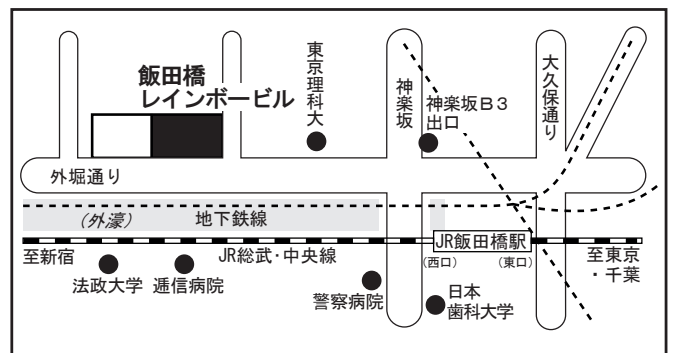 飯田橋
レインボービル
東京理科大
神楽坂
神楽坂B3
出口
大久保通り
外堀通り
(外濠)
地下鉄線
JR飯田橋駅
(西口)
(東口)
至新宿
JR総武・中央線
至東京
・千葉
法政大学
逓信病院
警察病院
日本
歯科大学